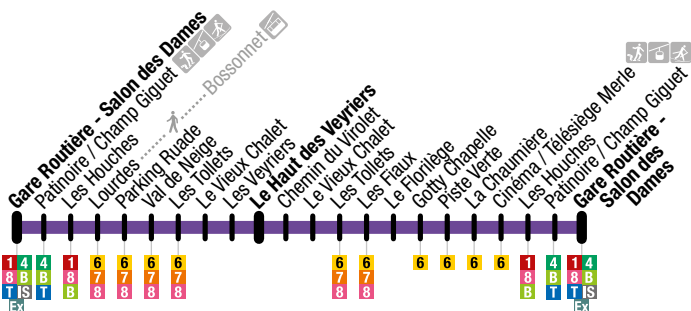 Gare Routière - Salon des Dames
Patinoire / Champ Giguet
Les Houches
Lourdes
Bossonnet
Parking Ruade
Val de Neige
Les Toilets
Le Vieux Chalet
Les Veyriers
Le Haut des Veyriers
Chemin du Virolet
Le Vieux Chalet
Les Toilets
Les Fiaux
Le Florilège
Gotty Chapelle
Piste Verte
La Chaumière
Cinéma / Télésiège Merle
Les Houches
Patinoire / Champ Giguet
Gare Routière -
Salon des
Dames
1 4 4 1 6 6 6 6 6 6 6 6 6 6 1 4 1 4
8 B B 8 7 7 7 7 7 7 8 B 8 B
T S T B 8 8 8 8 8 8 B T T S
Ex Ex